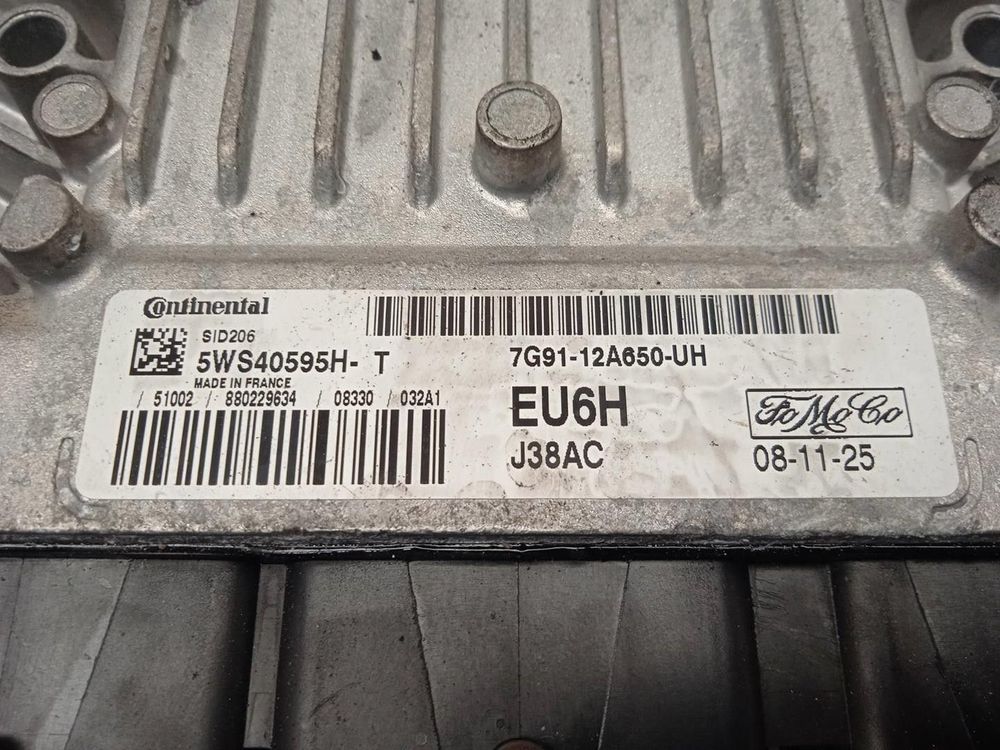 Continental
SID206
5WS40595H- T
MADE IN FRANCE
/ 51002 / 880229634 / 08330 / 032A1
7G91-12A650-UH
EU6H
FoMoCo
J38AC
08-11-25